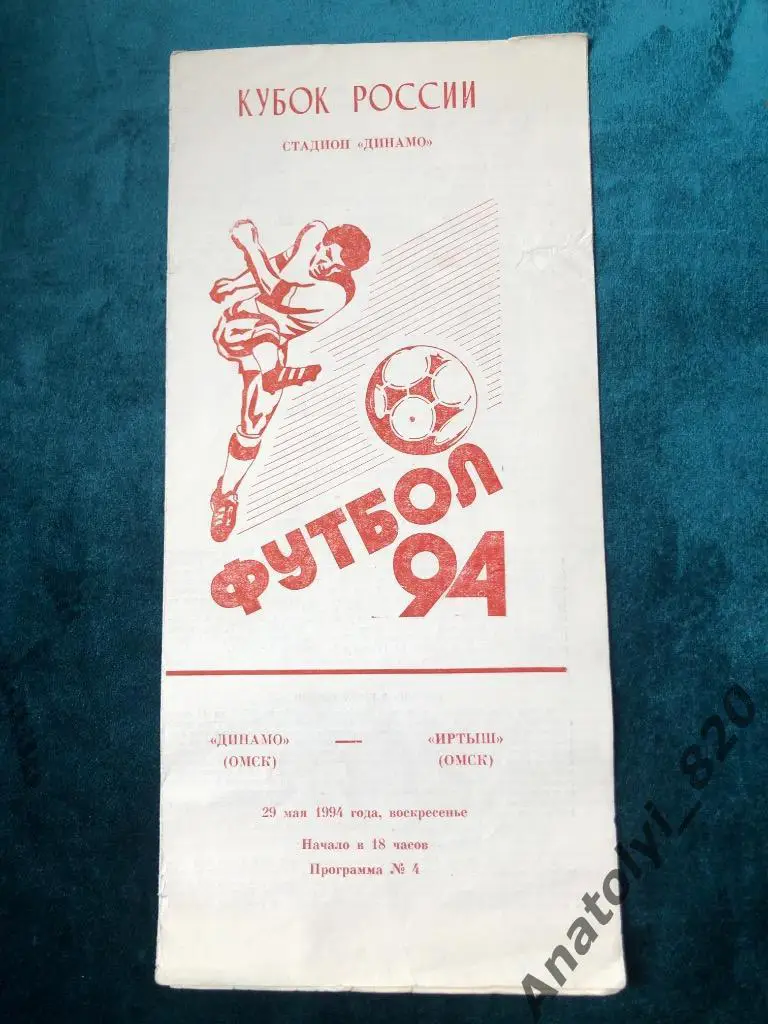 КУБОК РОССИИ
СТАДИОН «ДИНАМО»
ФУТБОЛ
94
«ДИНАМО» — «ИРТЫШ»
(ОМСК) (ОМСК)
29 мая 1994 года, воскресенье
Начало в 18 часов
Программа № 4
Anatolyi_820